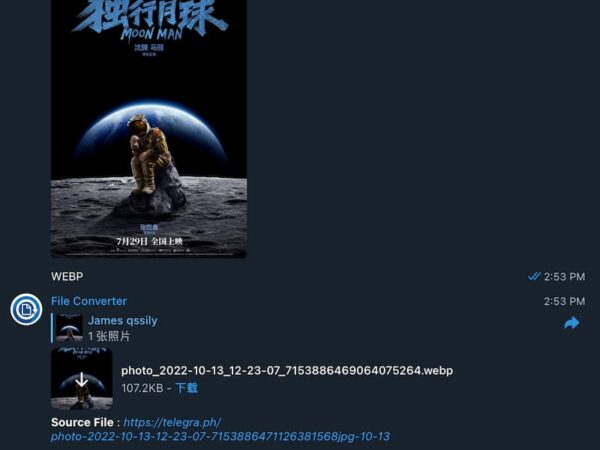 独行月球
MOON MAN
沈腾 马丽
张吃鱼
7月29日 全国上映
WEBP
2:53 PM
File Converter
2:53 PM
James qssily
1 张照片
photo_2022-10-13_12-23-07_7153886469064075264.webp
107.2KB - 下载
Source File : https://telegra.ph/
photo-2022-10-13-12-23-07-7153886471126381568jpg-10-13